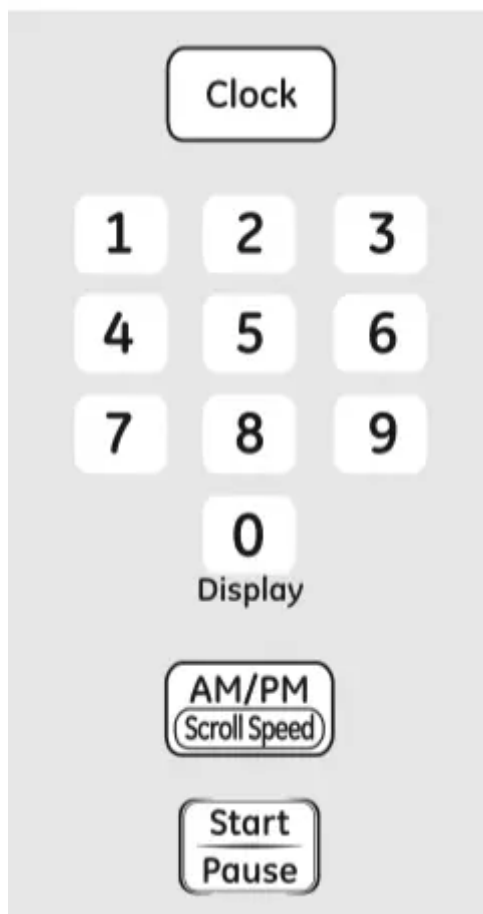 Clock
1 2 3
4 5 6
7 8 9
0
Display
AM/PM
Scroll Speed
Start
Pause